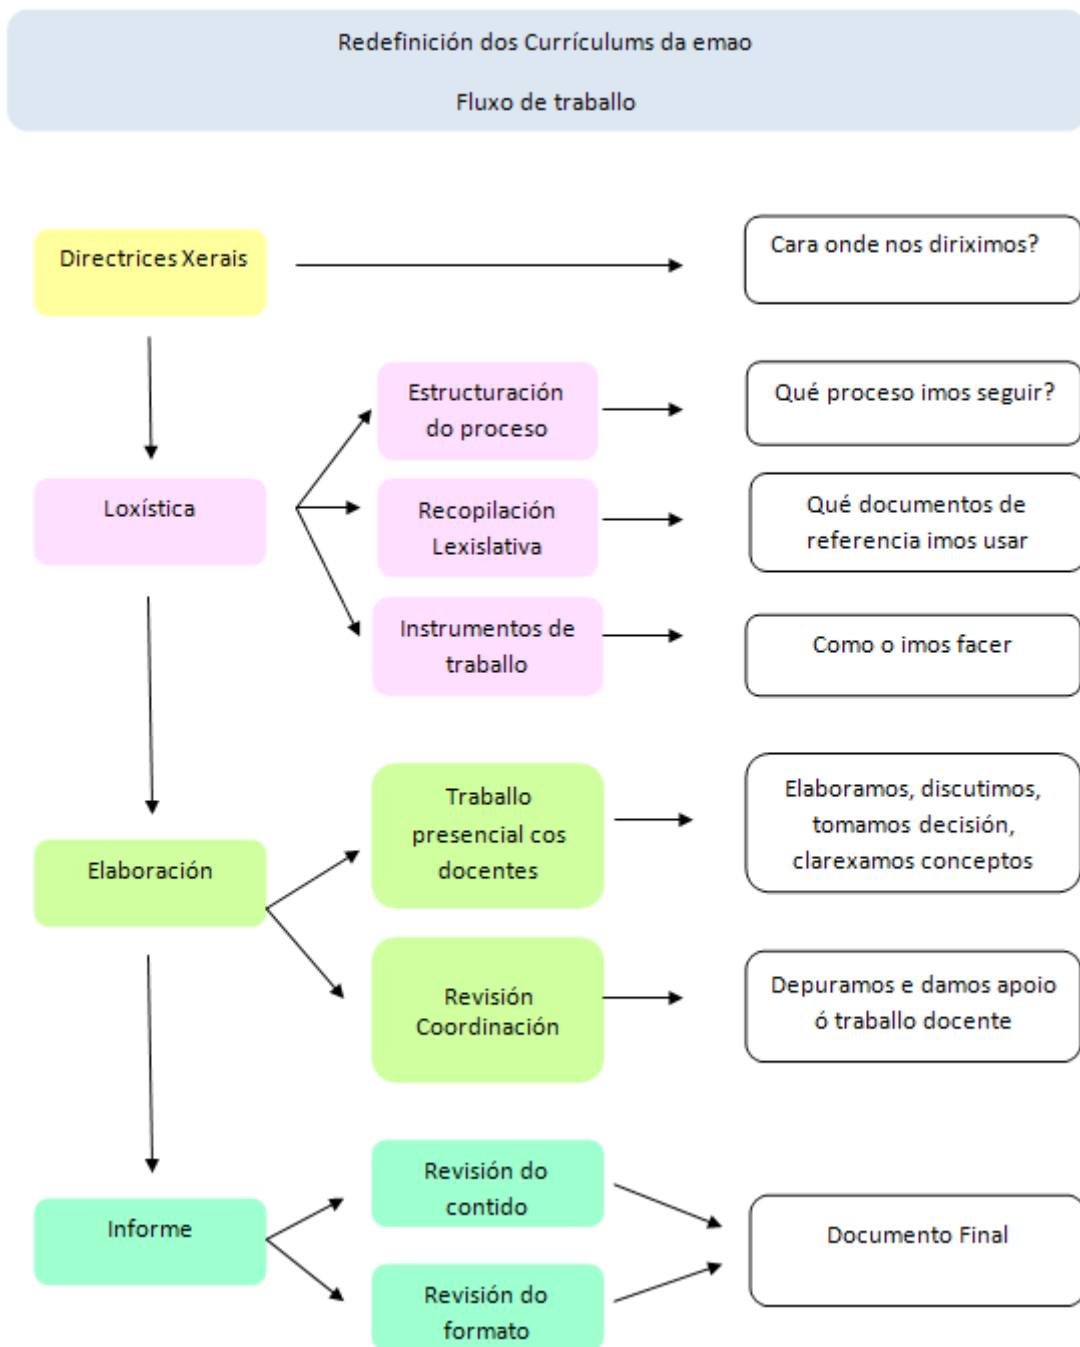 Redefinición dos Currículums da emao
Fluxo de traballo
Directrices Xerais
Cara onde nos diriximos?
Loxística
Estructuración
do proceso
Qué proceso imos seguir?
Recopilación
Lexislativa
Qué documentos de
referencia imos usar
Instrumentos de
traballo
Como o imos facer
Elaboración
Traballo
presencial cos
docentes
Elaboramos, discutimos,
tomamos decisión,
clarexamos conceptos
Revisión
Coordinación
Depuramos e damos apoio
ó traballo docente
Informe
Revisión do
contido
Revisión do
formato
Documento Final